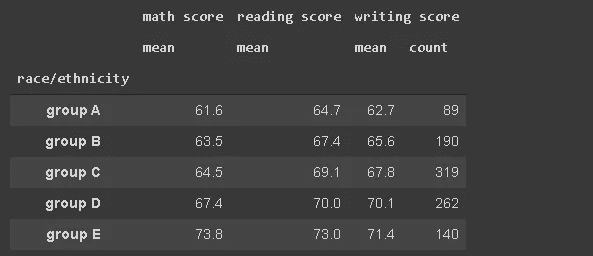 math score reading score writing score
mean mean mean count
race/ethnicity
group A 61.6 64.7 62.7 89
group B 63.5 67.4 65.6 190
group C 64.5 69.1 67.8 319
group D 67.4 70.0 70.1 262
group E 73.8 73.0 71.4 140